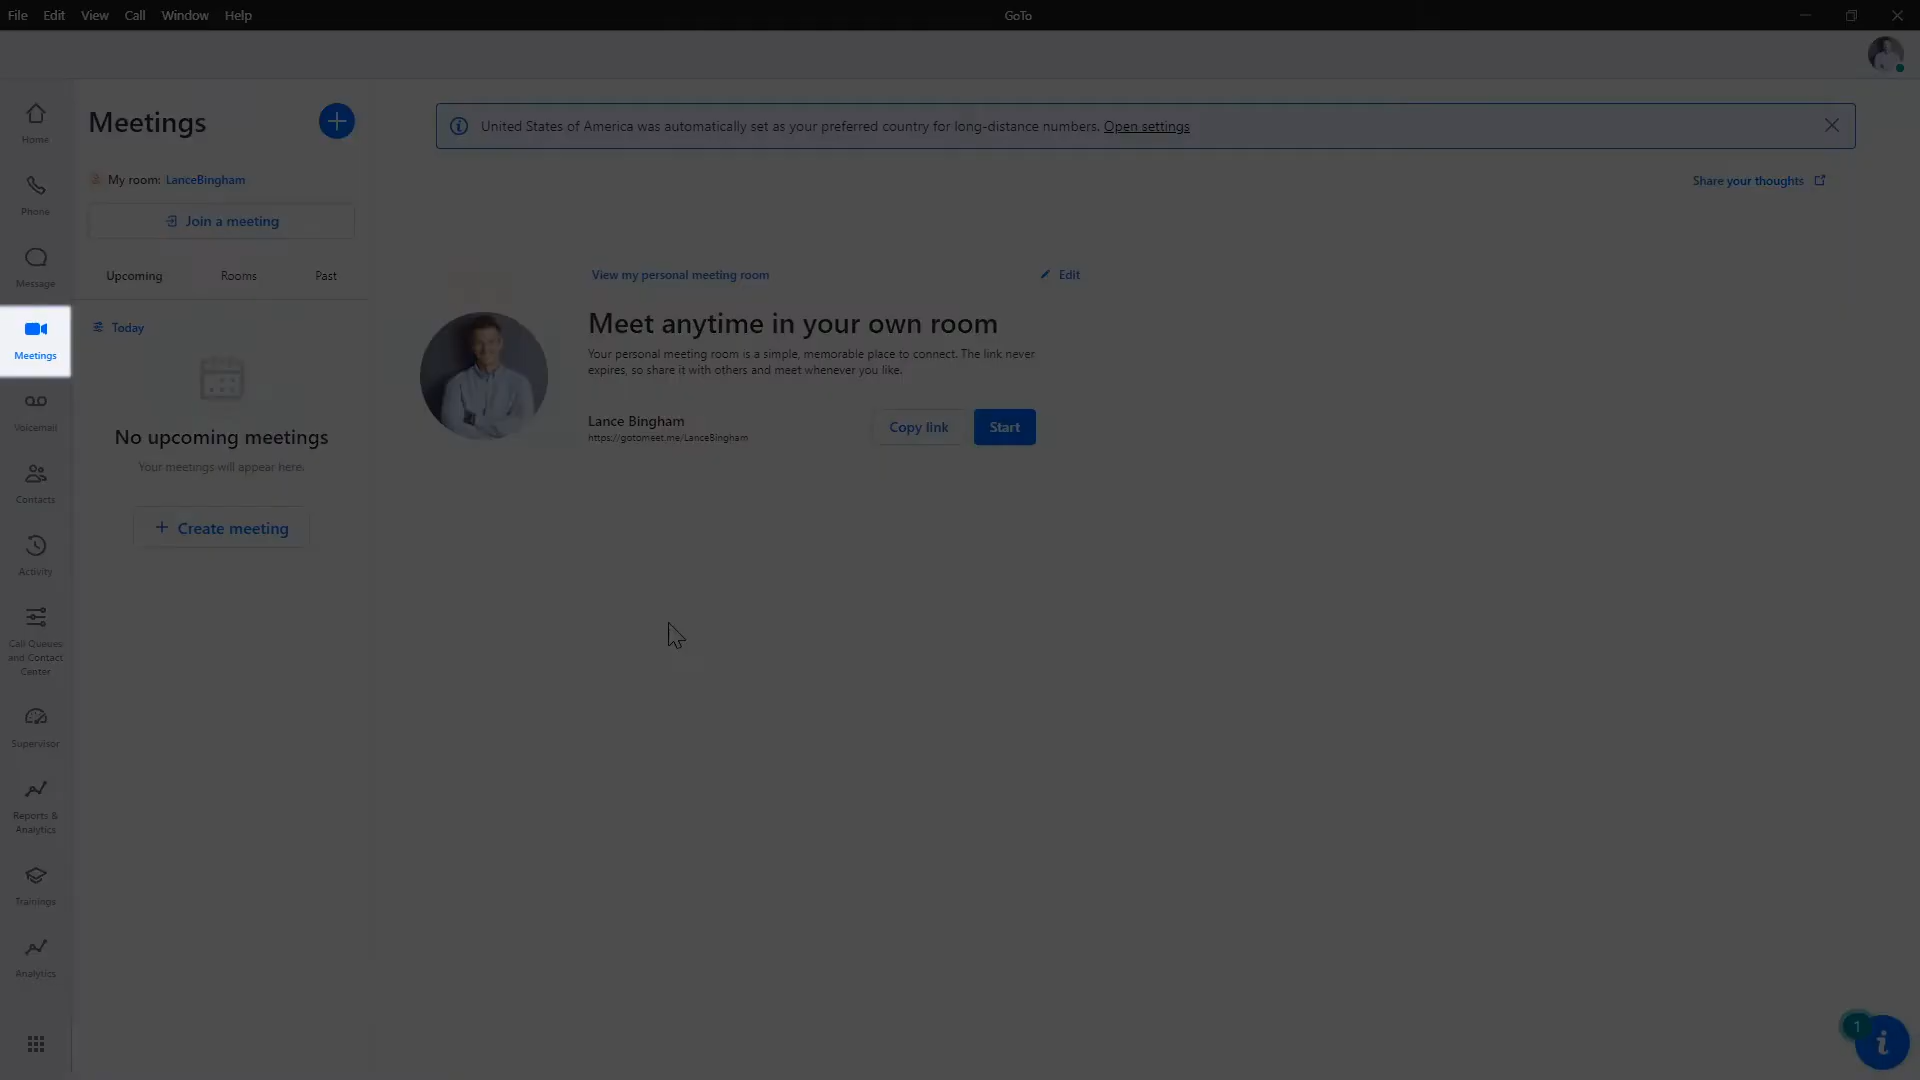 File Edit View Call Window Help
GoTo
Home
Phone
Message
Meetings
Voicemail
Contacts
Activity
Call Queues
and Contact
Center
Supervisor
Reports &
Analytics
Trainings
Analytics
Meetings
My room: LanceBingham
Join a meeting
Upcoming Rooms Past
Today
No upcoming meetings
Your meetings will appear here.
+ Create meeting
United States of America was automatically set as your preferred country for long-distance numbers. Open settings
Share your thoughts
View my personal meeting room
Edit
Meet anytime in your own room
Your personal meeting room is a simple, memorable place to connect. The link never
expires, so share it with others and meet whenever you like.
Lance Bingham
https://gotomeet.me/LanceBingham
Copy link
Start
1